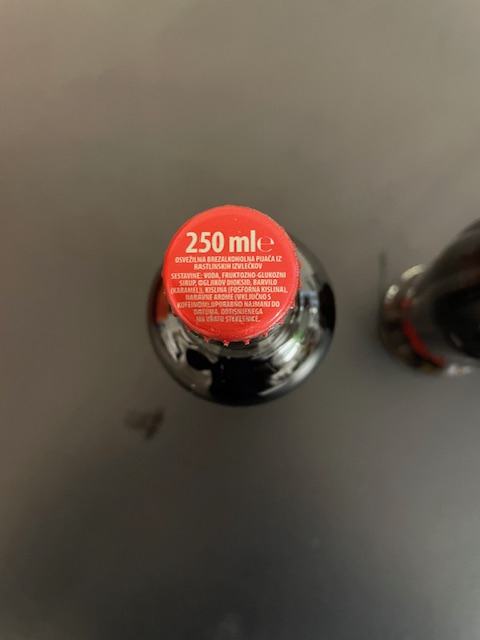 250 ml℮
OSVEŽILNA BREZALKOHOLNA PIJAČA IZ
RASTLINSKIH IZVLEČKOV
SESTAVINE: VODA, FRUKTOZNO-GLUKOZNI
SIRUP, OGLJIKOV DIOKSID, BARVILO
(KARAMEL), KISLINA (FOSFORNA KISLINA),
NARAVNE AROME (VKLJUČNO S
KOFEINOM). UPORABNO NAJMANJ DO
DATUMA, ODTISNJENEGA
NA VRATU STEKLENICE.